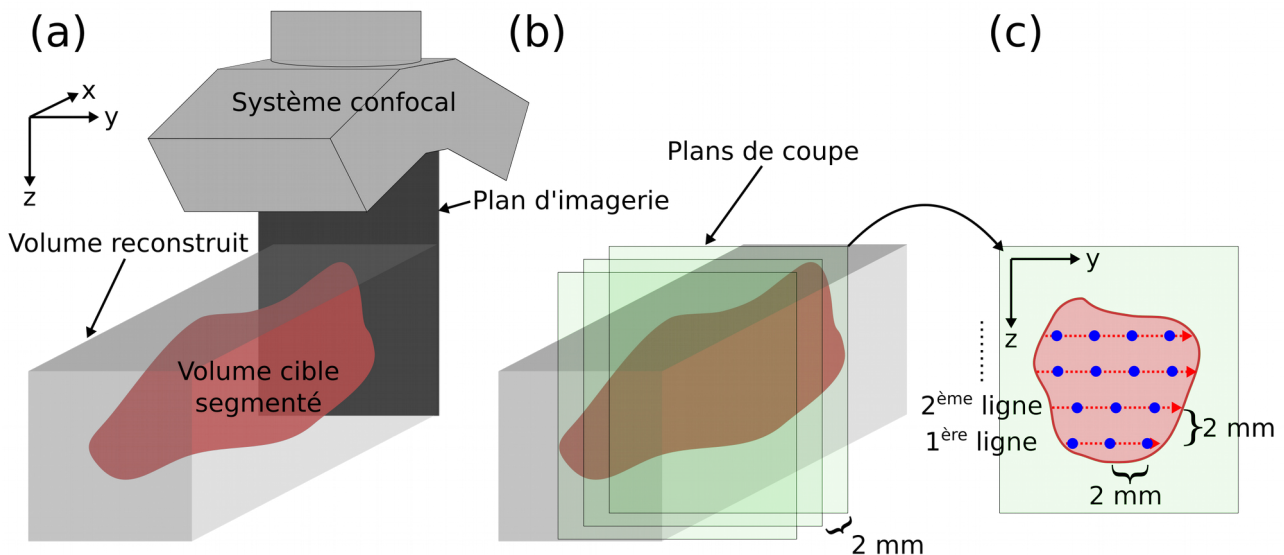 (a)
(b)
(c)
x
y
z
Système confocal
Plan d'imagerie
Volume reconstruit
Volume cible
segmenté
Plans de coupe
2 mm
y
z
2ème ligne
1ère ligne
2 mm
2 mm